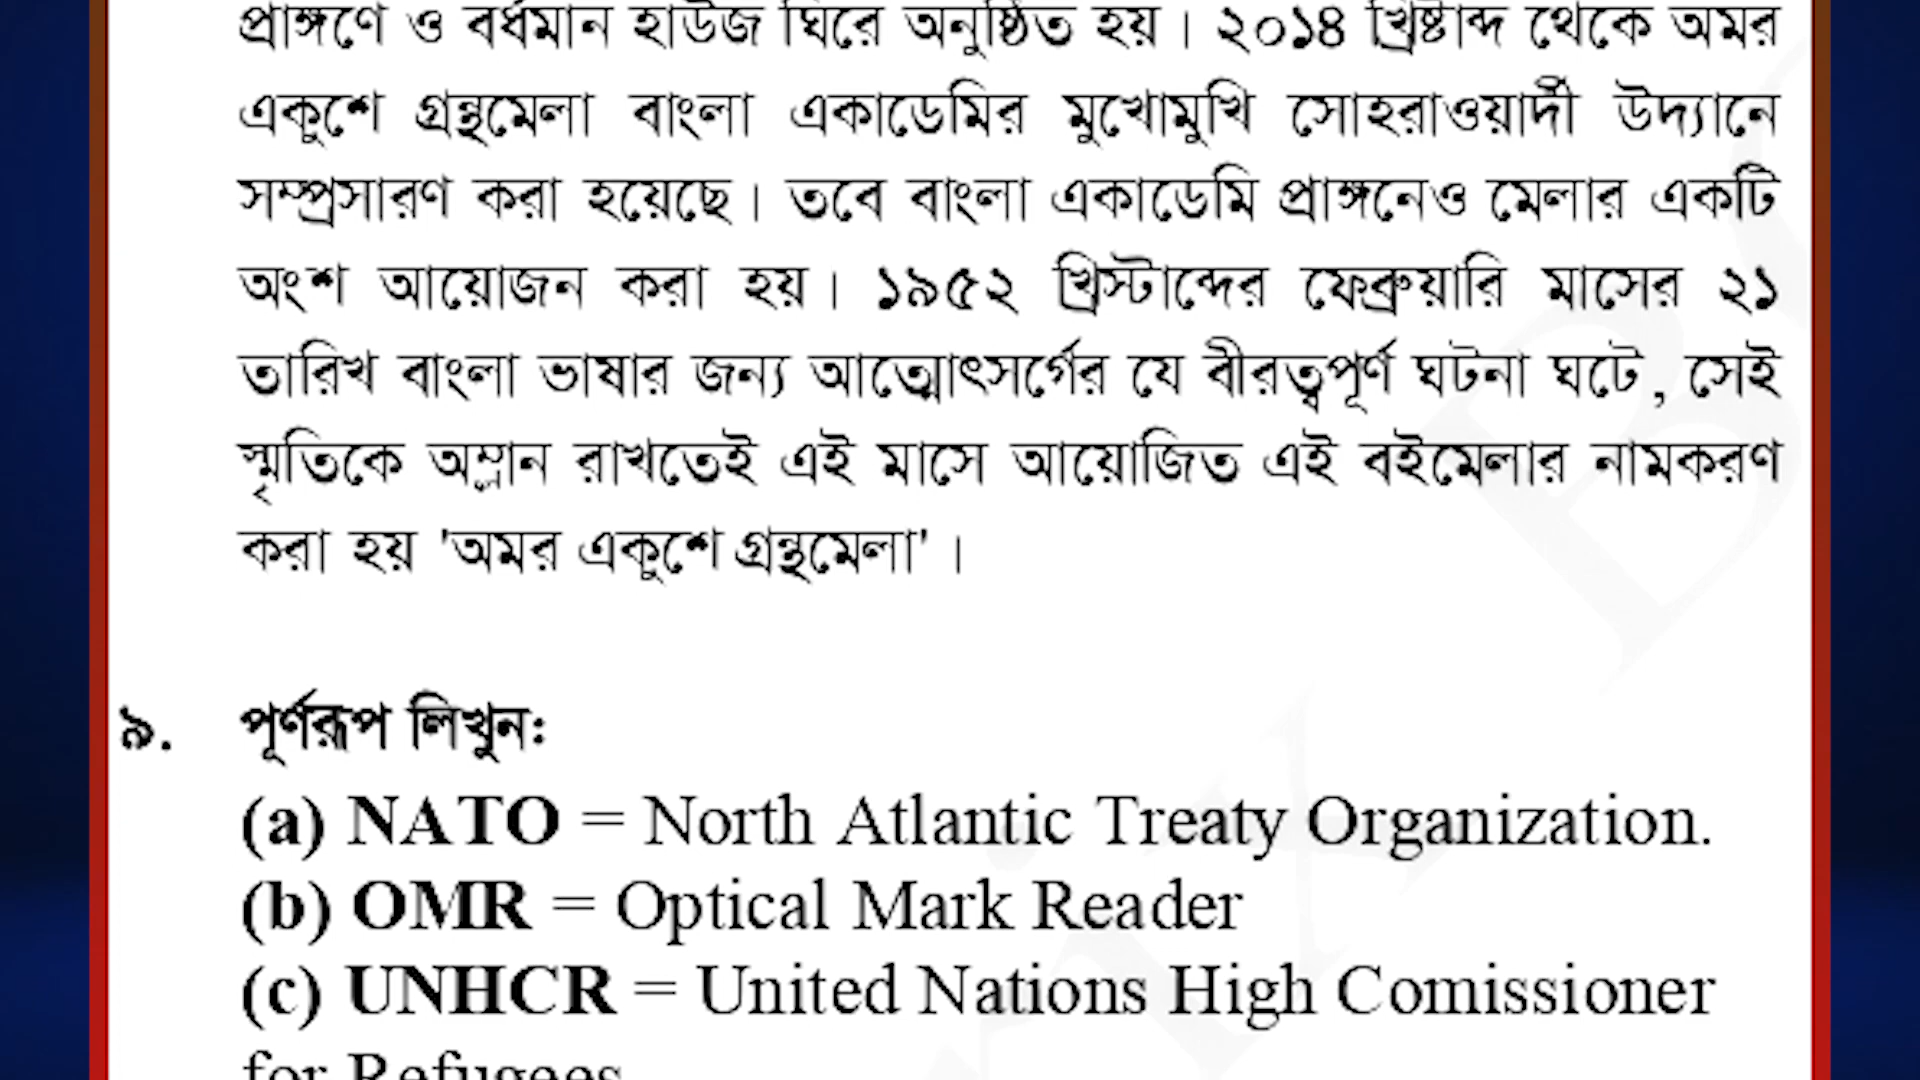 প্রাঙ্গণে ও বর্ধমান হাউজ ঘিরে অনুষ্ঠিত হয়। ২০১৪ খ্রিষ্টাব্দ থেকে অমর
একুশে গ্রন্থমেলা বাংলা একাডেমির মুখোমুখি সোহরাওয়ার্দী উদ্যানে
সম্প্রসারণ করা হয়েছে। তবে বাংলা একাডেমি প্রাঙ্গনেও মেলার একটি
অংশ আয়োজন করা হয়। ১৯৫২ খ্রিস্টাব্দের ফেব্রুয়ারি মাসের ২১
তারিখ বাংলা ভাষার জন্য আত্মোৎসর্গের যে বীরত্বপূর্ণ ঘটনা ঘটে, সেই
স্মৃতিকে অম্লান রাখতেই এই মাসে আয়োজিত এই বইমেলার নামকরণ
করা হয় 'অমর একুশে গ্রন্থমেলা'।
৯. পূর্ণরূপ লিখুনঃ
(a) NATO = North Atlantic Treaty Organization.
(b) OMR = Optical Mark Reader
(c) UNHCR = United Nations High Comissioner
for Refugees